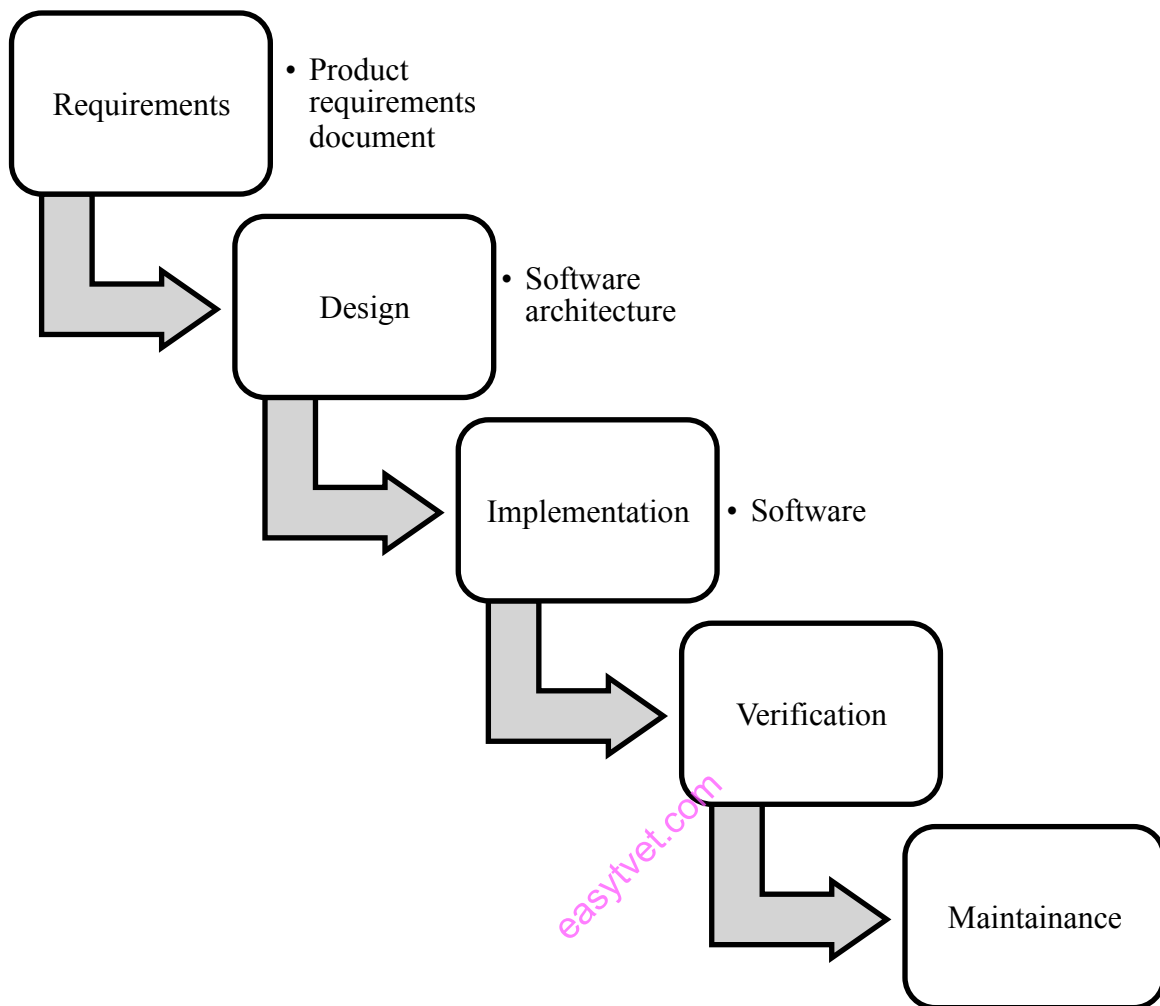 Requirements
• Product
requirements
document
Design
• Software
architecture
Implementation
• Software
Verification
easytvet.com
Maintainance